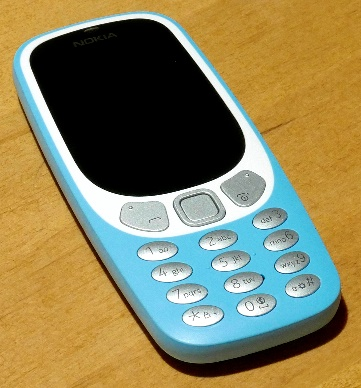 NOKIA
1 oo 2 abc def 3
4 ghi 5 jkl mno 6
7 pqrs 8 tuv wxyz 9
* a+ 0 #